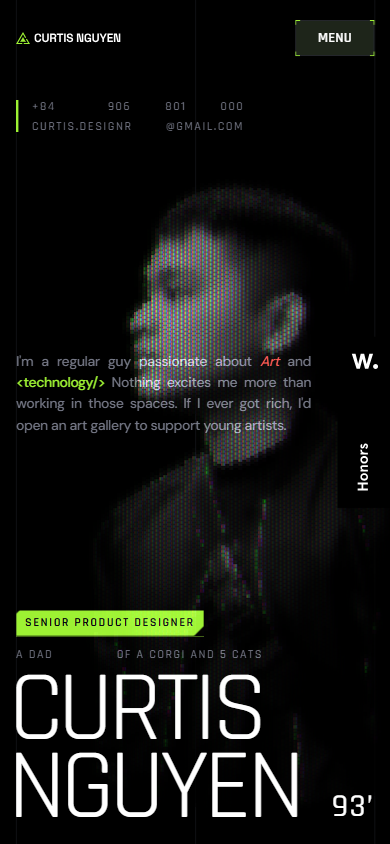 CURTIS NGUYEN
MENU
+84 906 801 000
CURTIS.DESIGNR @GMAIL.COM
I'm a regular guy passionate about Art and
<technology/> Nothing excites me more than
working in those spaces. If I ever got rich, I'd
open an art gallery to support young artists.
W.
Honors
SENIOR PRODUCT DESIGNER
A DAD OF A CORGI AND 5 CATS
CURTIS
NGUYEN
93'